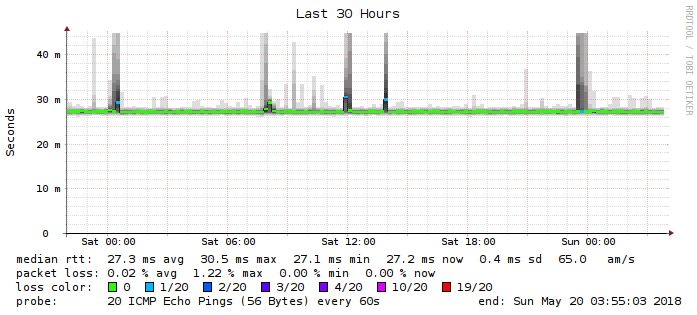 Last 30 Hours
RRDTOOL / TOBI OETIKER
Seconds
40 m
30 m
20 m
10 m
0
Sat 00:00 Sat 06:00 Sat 12:00 Sat 18:00 Sun 00:00
median rtt: 27.3 ms avg 30.5 ms max 27.1 ms min 27.2 ms now 0.4 ms sd 65.0 am/s
packet loss: 0.02 % avg 1.22 % max 0.00 % min 0.00 % now
loss color: 0 1/20 2/20 3/20 4/20 10/20 19/20
probe: 20 ICMP Echo Pings (56 Bytes) every 60s end: Sun May 20 03:55:03 2018